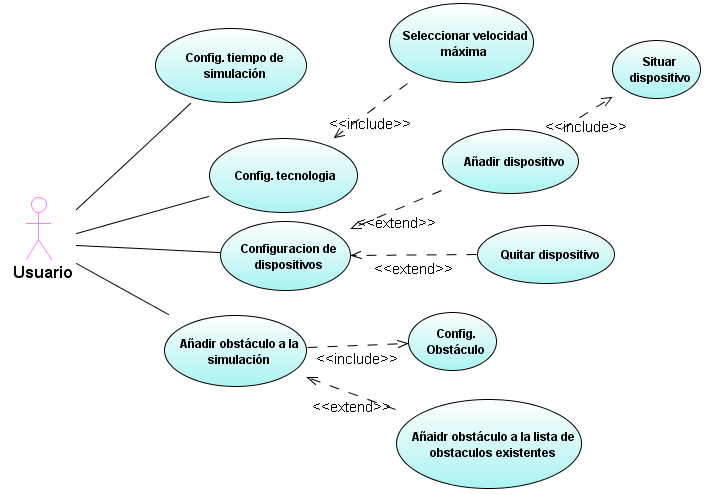 Seleccionar velocidad
máxima
Config. tiempo de
simulación
Situar
dispositivo
<<include>>
<<include>>
Añadir dispositivo
Config. tecnologia
<<extend>>
Configuracion de
dispositivos
Quitar dispositivo
<<extend>>
Usuario
Añadir obstáculo a la
simulación
Config.
Obstáculo
<<include>>
<<extend>>
Añaidr obstáculo a la lista de
obstaculos existentes